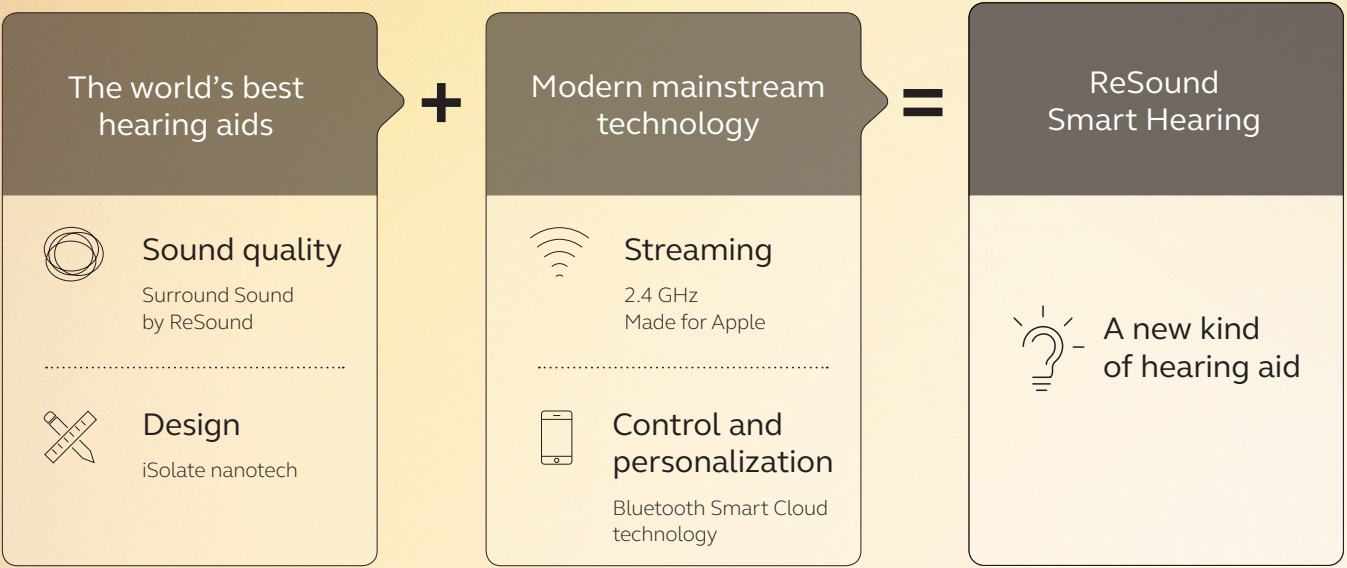 The world's best
hearing aids
+
Modern mainstream
technology
=
ReSound
Smart Hearing
Sound quality
Surround Sound
by ReSound
Design
iSolate nanotech
Streaming
2.4 GHz
Made for Apple
Control and
personalization
Bluetooth Smart Cloud
technology
A new kind
of hearing aid